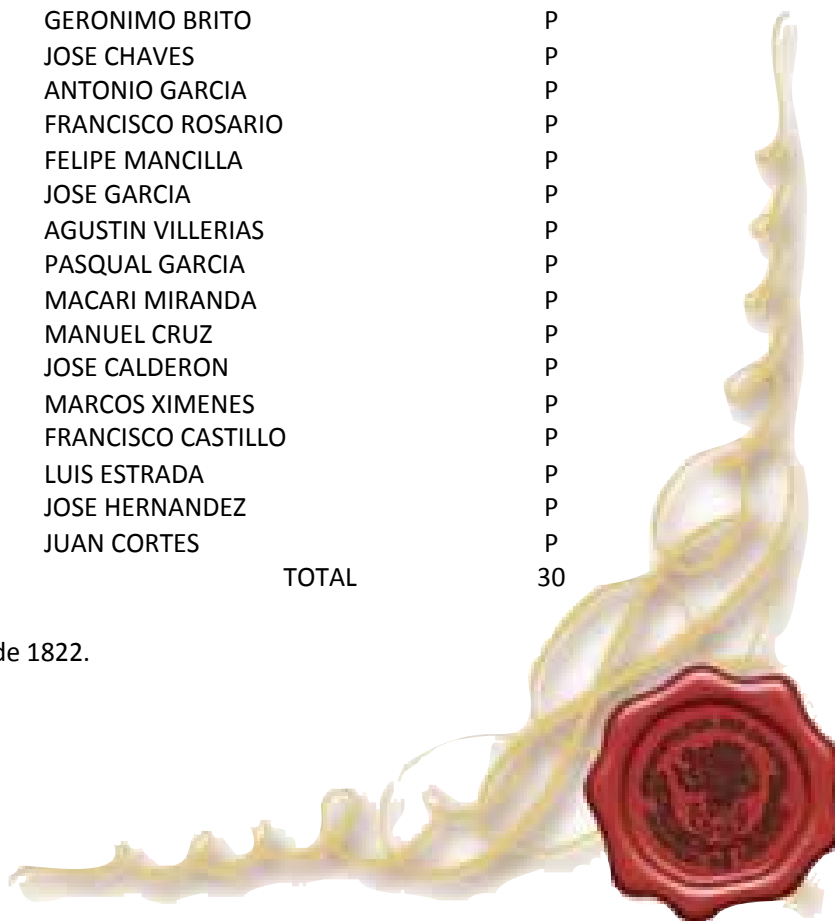 GERONIMO BRITO P
JOSE CHAVES P
ANTONIO GARCIA P
FRANCISCO ROSARIO P
FELIPE MANCILLA P
JOSE GARCIA P
AGUSTIN VILLERIAS P
PASQUAL GARCIA P
MACARI MIRANDA P
MANUEL CRUZ P
JOSE CALDERON P
MARCOS XIMENES P
FRANCISCO CASTILLO P
LUIS ESTRADA P
JOSE HERNANDEZ P
JUAN CORTES P
TOTAL 30
de 1822.